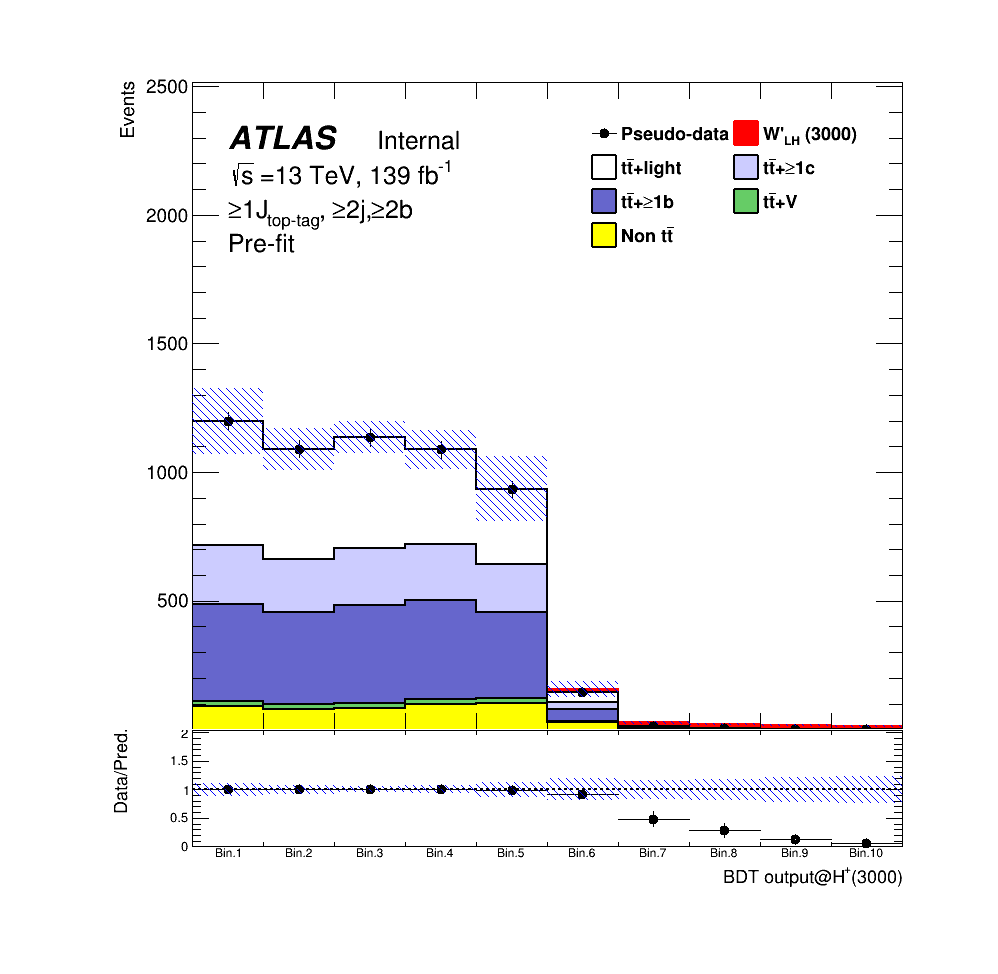 Events
2500
2000
1500
1000
500
ATLAS Internal
√s =13 TeV, 139 fb⁻¹
≥1J_top-tag, ≥2j,≥2b
Pre-fit
Pseudo-data
W'_LH (3000)
tt̄+light
tt̄+≥1c
tt̄+≥1b
tt̄+V
Non tt̄
Data/Pred.
2
1.5
1
0.5
0
Bin.1 Bin.2 Bin.3 Bin.4 Bin.5 Bin.6 Bin.7 Bin.8 Bin.9 Bin.10
BDT output@H⁺(3000)